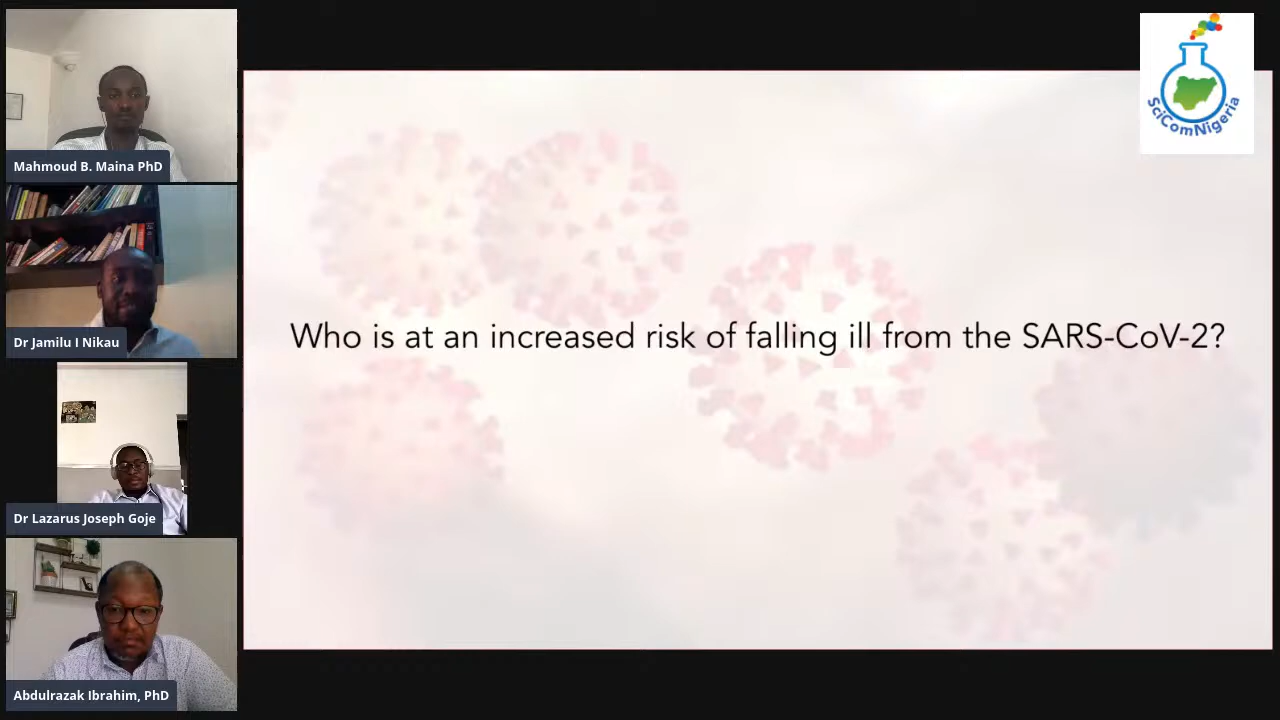 Mahmoud B. Maina PhD
Dr Jamilu I Nikau
Dr Lazarus Joseph Goje
Abdulrazak Ibrahim, PhD
SciComNigeria
Who is at an increased risk of falling ill from the SARS-CoV-2?